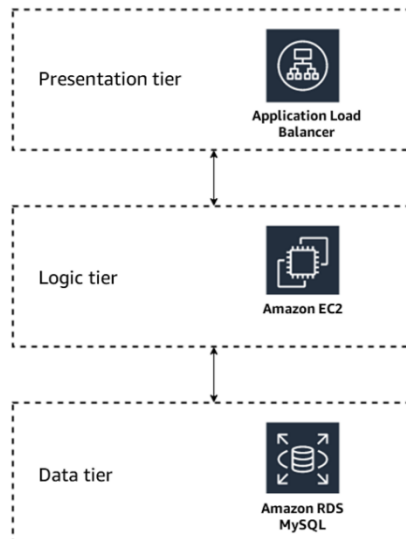 Presentation tier
Application Load
Balancer
Logic tier
Amazon EC2
Data tier
Amazon RDS
MySQL